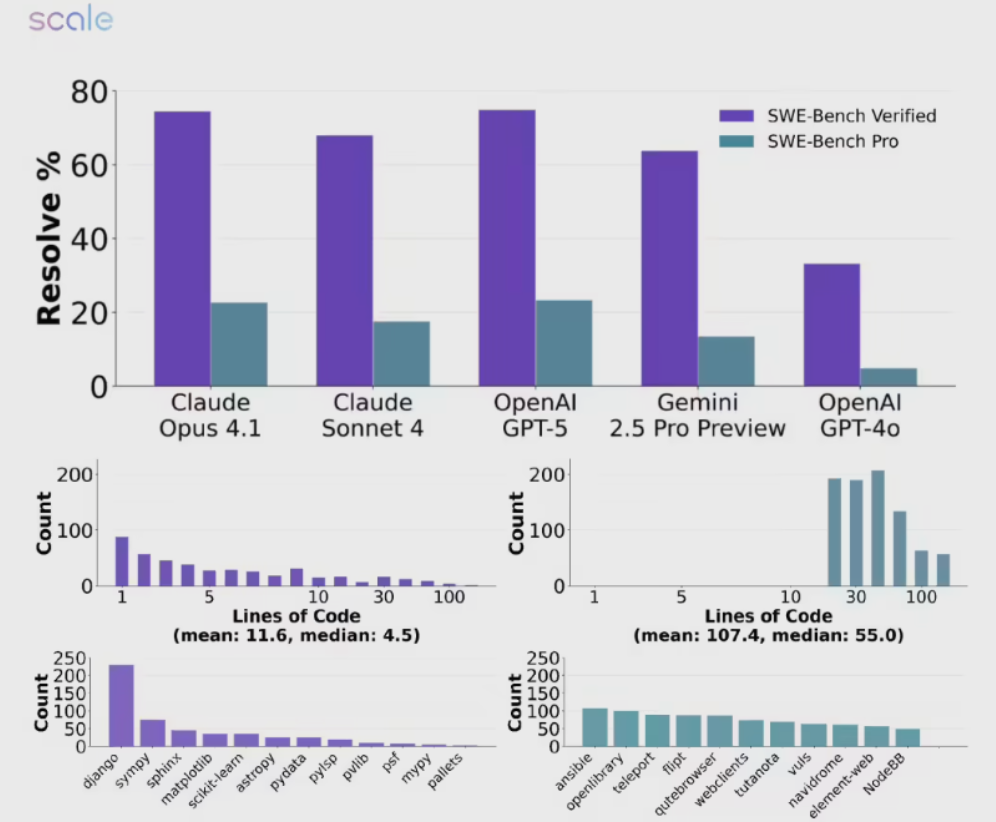 scale
80
60
40
20
0
Resolve %
SWE-Bench Verified
SWE-Bench Pro
Claude
Opus 4.1
Claude
Sonnet 4
OpenAI
GPT-5
Gemini
2.5 Pro Preview
OpenAI
GPT-4o
200
100
0
Count
1 5 10 30 100
Lines of Code
(mean: 11.6, median: 4.5)
200
100
0
Count
1 5 10 30 100
Lines of Code
(mean: 107.4, median: 55.0)
250
200
150
100
50
0
Count
django
sympy
sphinx
matplotlib
scikit-learn
astropy
pydata
pylsp
pvlib
psf
mypy
pallets
250
200
150
100
50
0
Count
ansible
openlibrary
teleport
flipt
qutebrowser
webclients
tutanota
vuls
navidrome
element-web
NodeBB